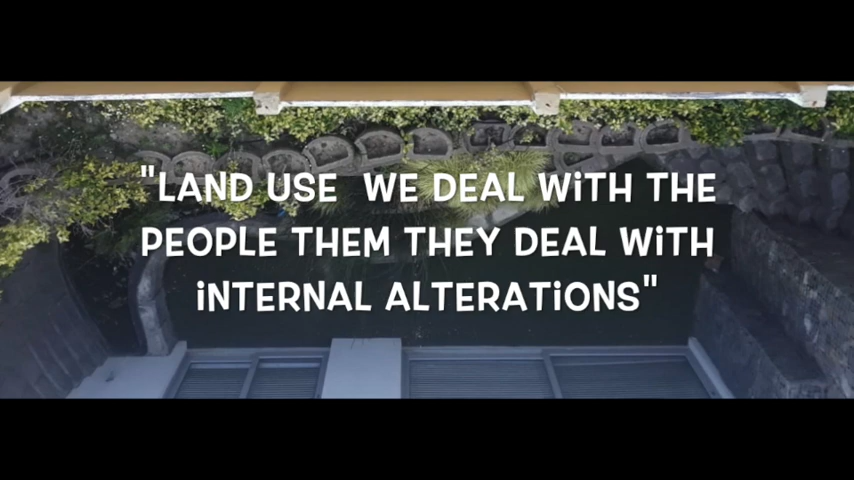 "LAND USE  WE DEAL WiTH THE
PEOPLE THEM THEY DEAL WiTH
iNTERNAL ALTERATiONS"